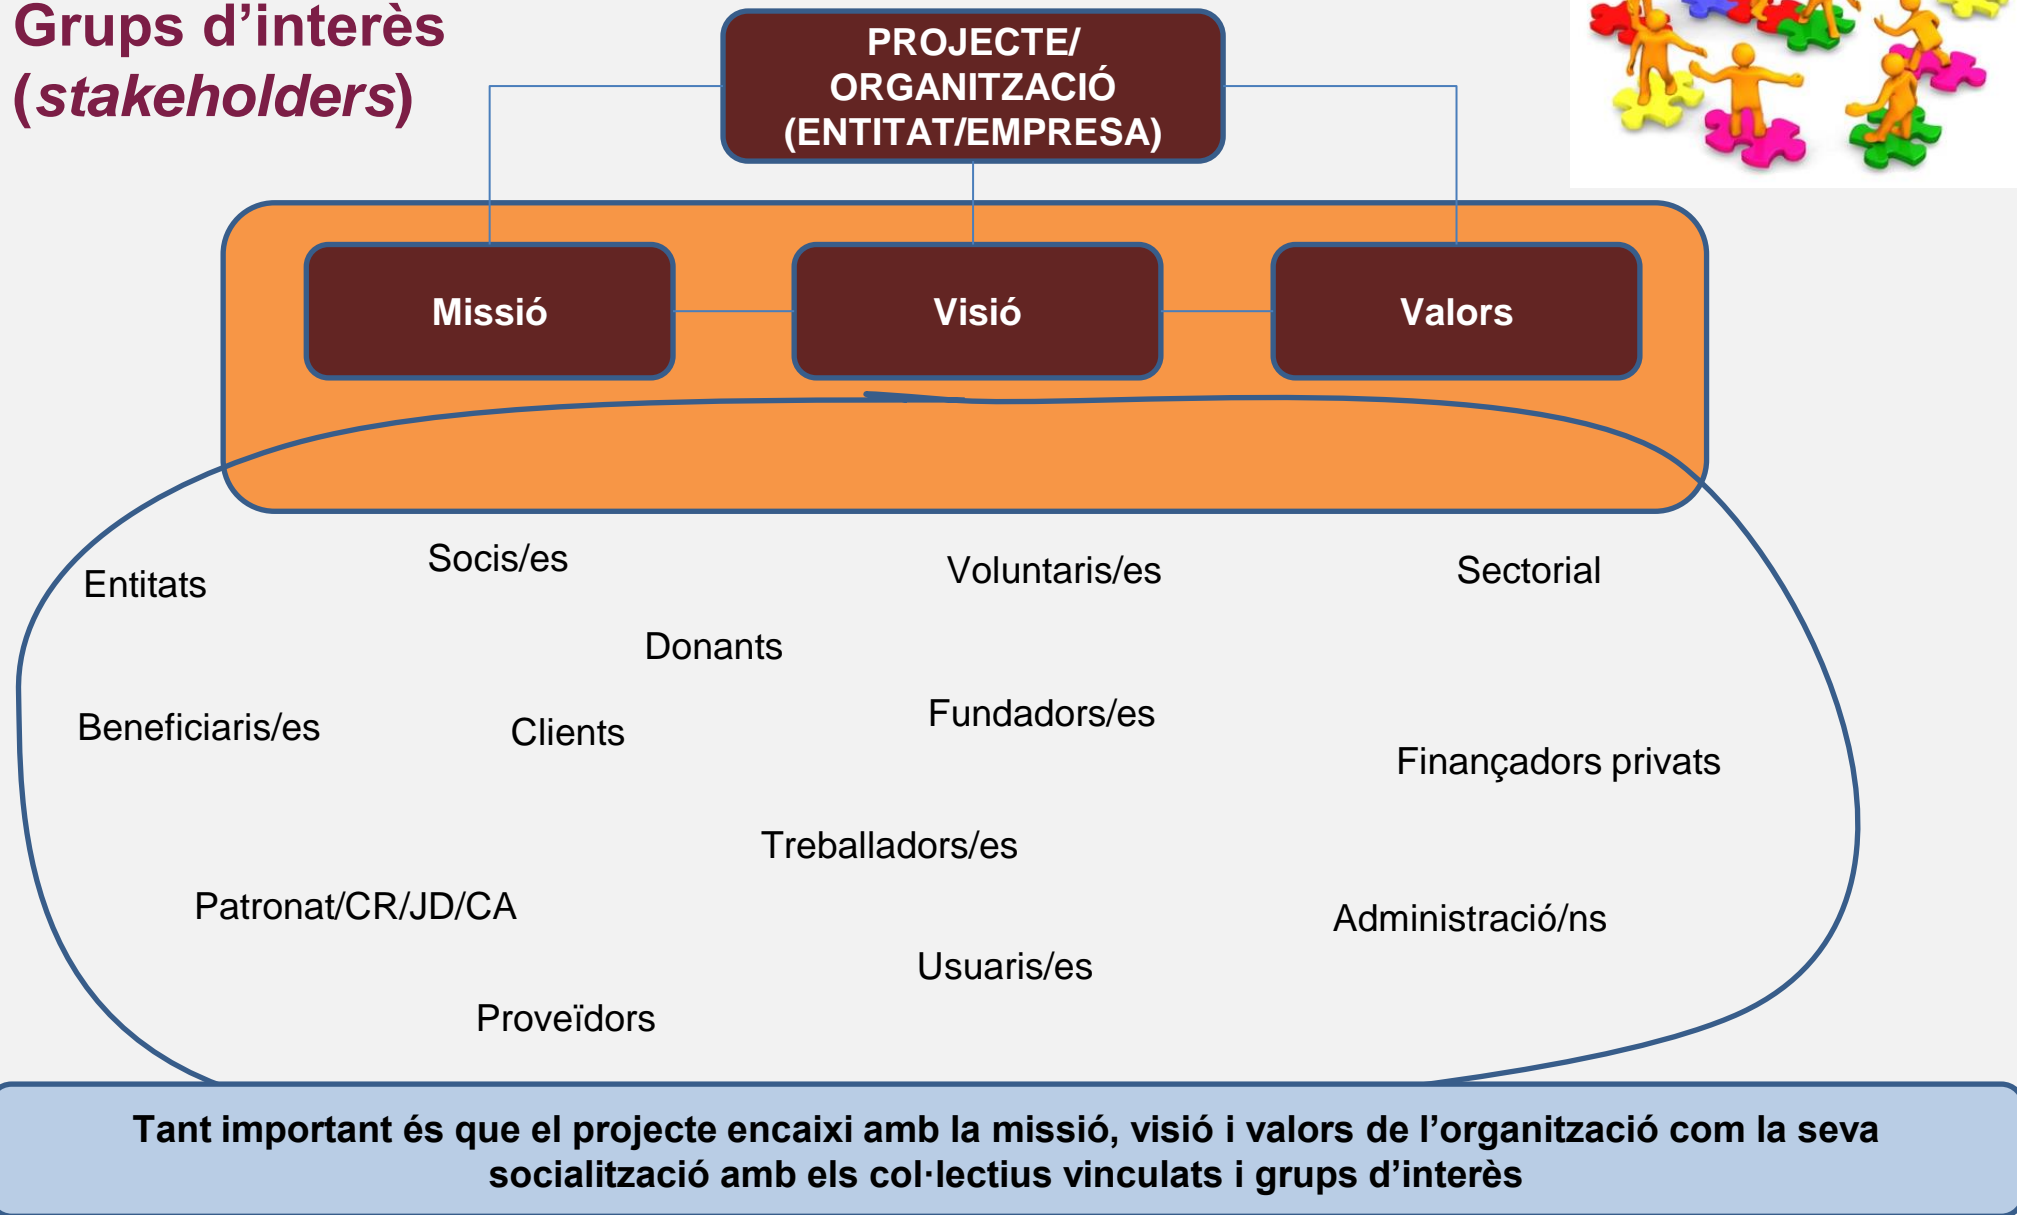 Grups d’interès
(stakeholders)
PROJECTE/
ORGANITZACIÓ
(ENTITAT/EMPRESA)
Missió
Visió
Valors
Entitats
Socis/es
Voluntaris/es
Sectorial
Donants
Beneficiaris/es
Clients
Fundadors/es
Finançadors privats
Treballadors/es
Patronat/CR/JD/CA
Administració/ns
Usuaris/es
Proveïdors
Tant important és que el projecte encaixi amb la missió, visió i valors de l’organització com la seva
socialització amb els col·lectius vinculats i grups d’interès